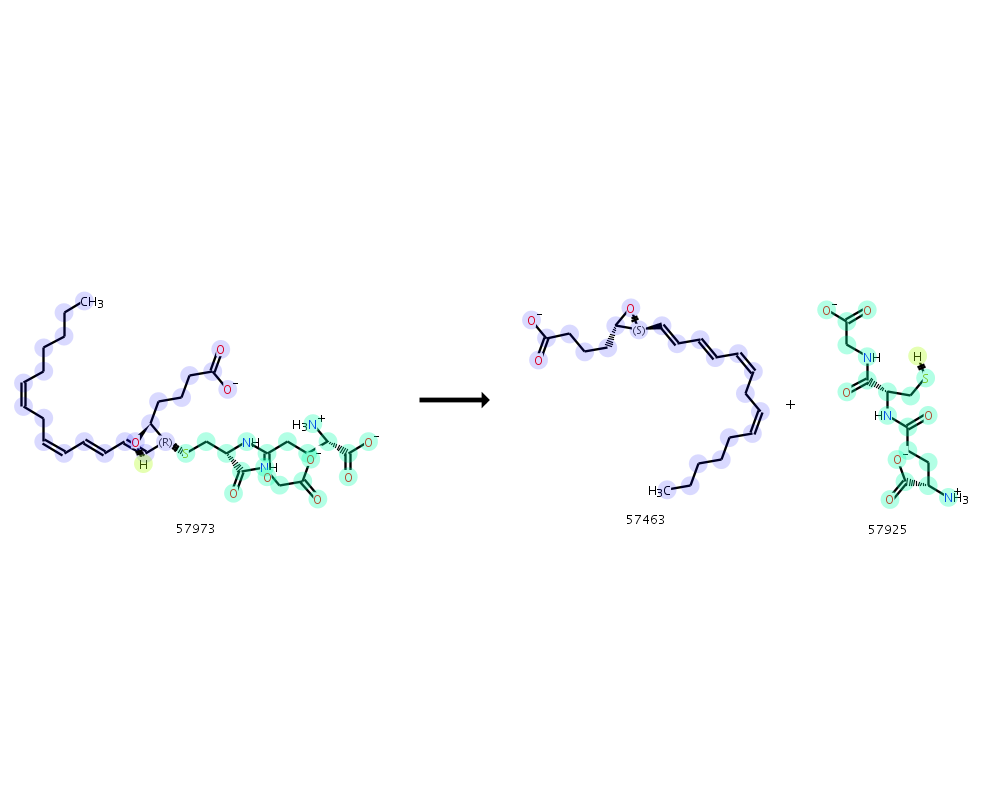 CH3
O
O-
O
(R)
S
H
H3N+
NH
O-
O-
NH
O
O
O
O
57973
O-
O
O
(S)
H3C
57463
+
O-
O
NH
H
S
O
HN
O
O-
O
NH3+
57925